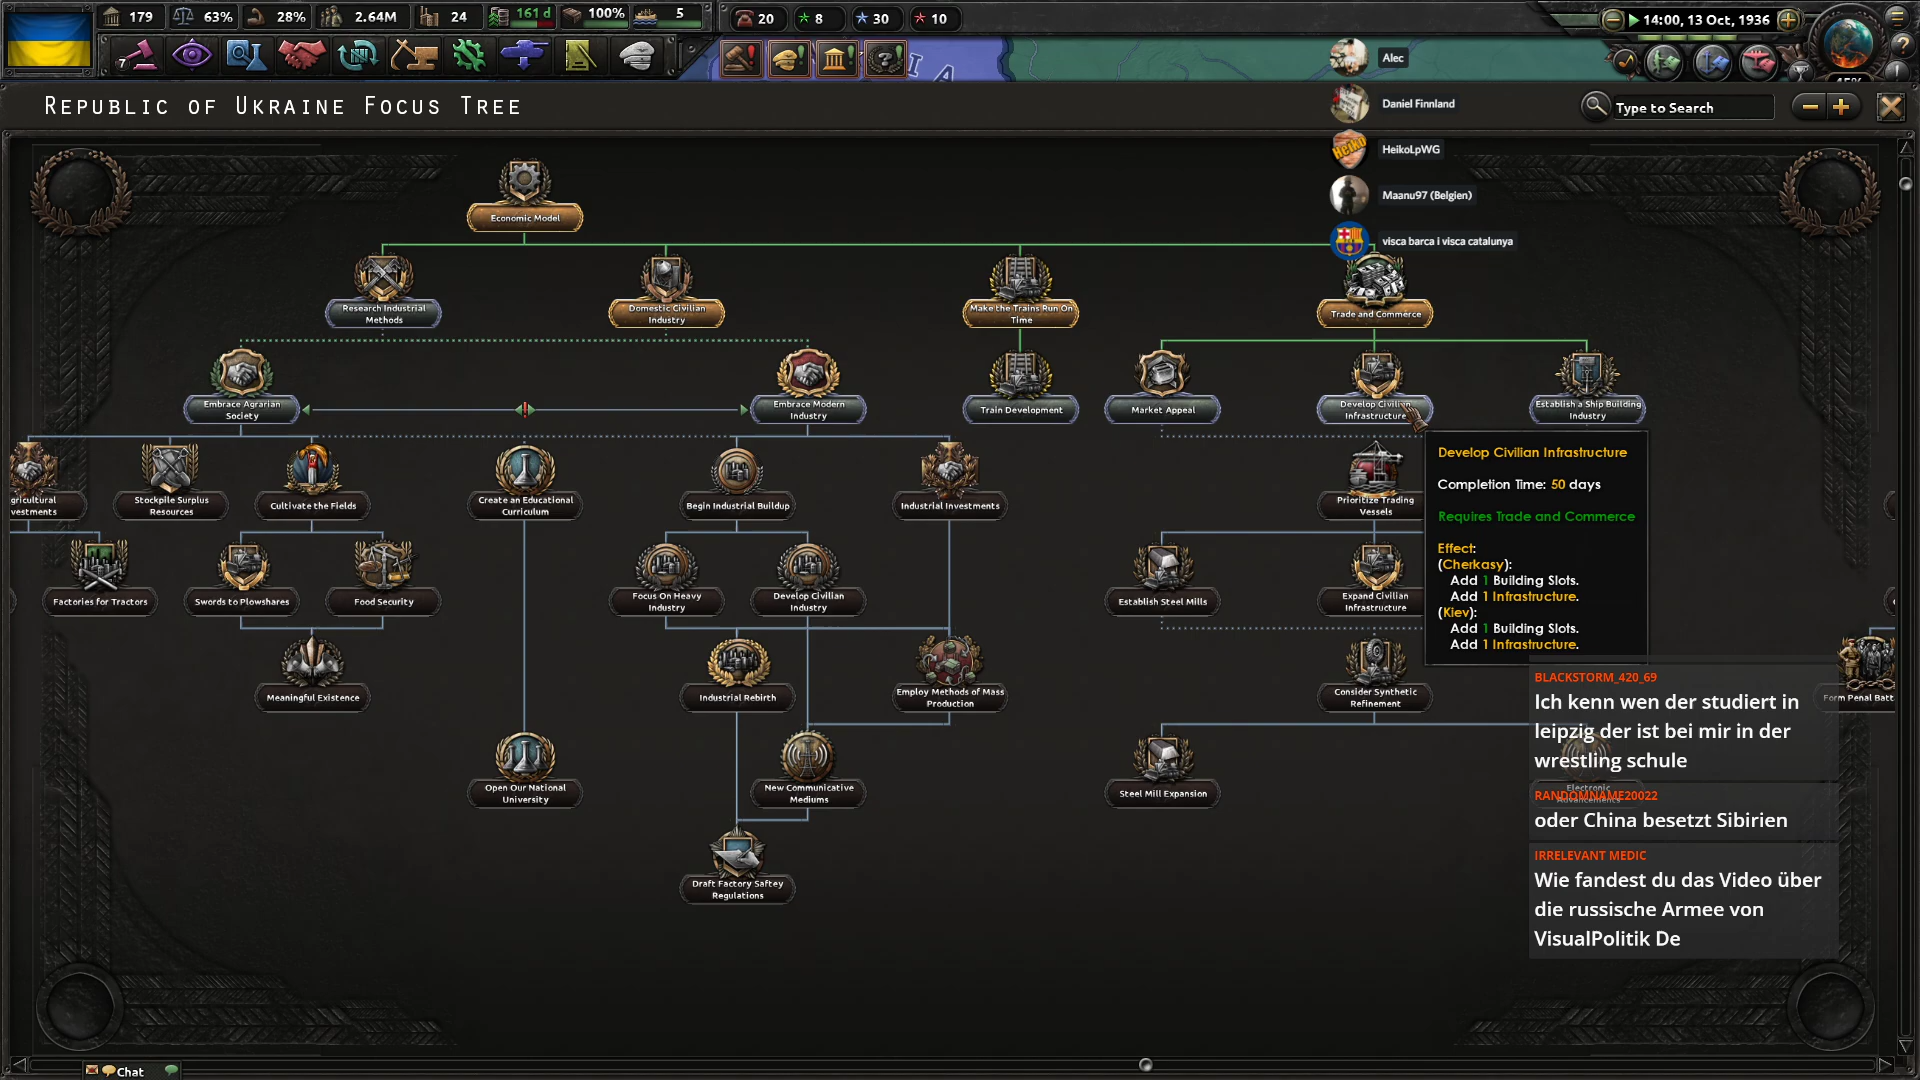 179
63%
28%
2.64M
24
161 d
100%
5
20
8
30
10
14:00, 13 Oct, 1936
7
I A
45%
Alec
Daniel Finnland
HeikoLpWG
Maanu97 (Belgien)
visca barca i visca catalunya
Republic of Ukraine Focus Tree
Type to Search
Economic Model
Research Industrial
Methods
Domestic Civilian
Industry
Make the Trains Run On
Time
Trade and Commerce
Embrace Agrarian
Society
Embrace Modern
Industry
Train Development
Market Appeal
Develop Civilian
Infrastructure
Establish a Ship Building
Industry
gricultural
vestments
Stockpile Surplus
Resources
Cultivate the Fields
Create an Educational
Curriculum
Begin Industrial Buildup
Industrial Investments
Prioritize Trading
Vessels
Factories for Tractors
Swords to Plowshares
Food Security
Focus On Heavy
Industry
Develop Civilian
Industry
Establish Steel Mills
Expand Civilian
Infrastructure
Meaningful Existence
Industrial Rebirth
Employ Methods of Mass
Production
Consider Synthetic
Refinement
Form Penal Batt
Open Our National
University
New Communicative
Mediums
Steel Mill Expansion
Electronic
Advancements
Draft Factory Saftey
Regulations
Develop Civilian Infrastructure
Completion Time: 50 days
Requires Trade and Commerce
Effect:
(Cherkasy):
Add 1 Building Slots.
Add 1 Infrastructure.
(Kiev):
Add 1 Building Slots.
Add 1 Infrastructure.
BLACKSTORM_420_69
Ich kenn wen der studiert in
leipzig der ist bei mir in der
wrestling schule
RANDOMNAME20022
oder China besetzt Sibirien
IRRELEVANT MEDIC
Wie fandest du das Video über
die russische Armee von
VisualPolitik De
Chat